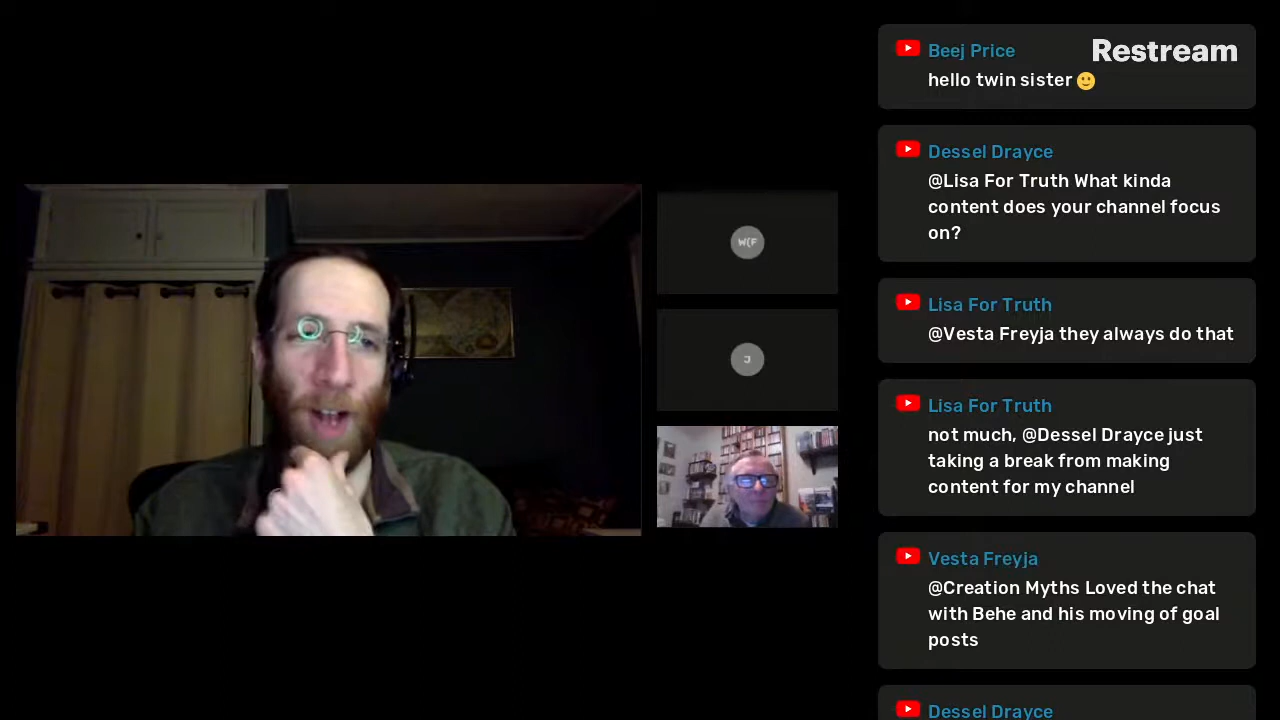 Beej Price
Restream
hello twin sister
Dessel Drayce
@Lisa For Truth What kinda
content does your channel focus
on?
Lisa For Truth
@Vesta Freyja they always do that
Lisa For Truth
not much, @Dessel Drayce just
taking a break from making
content for my channel
Vesta Freyja
@Creation Myths Loved the chat
with Behe and his moving of goal
posts
Dessel Drayce
W(F
J